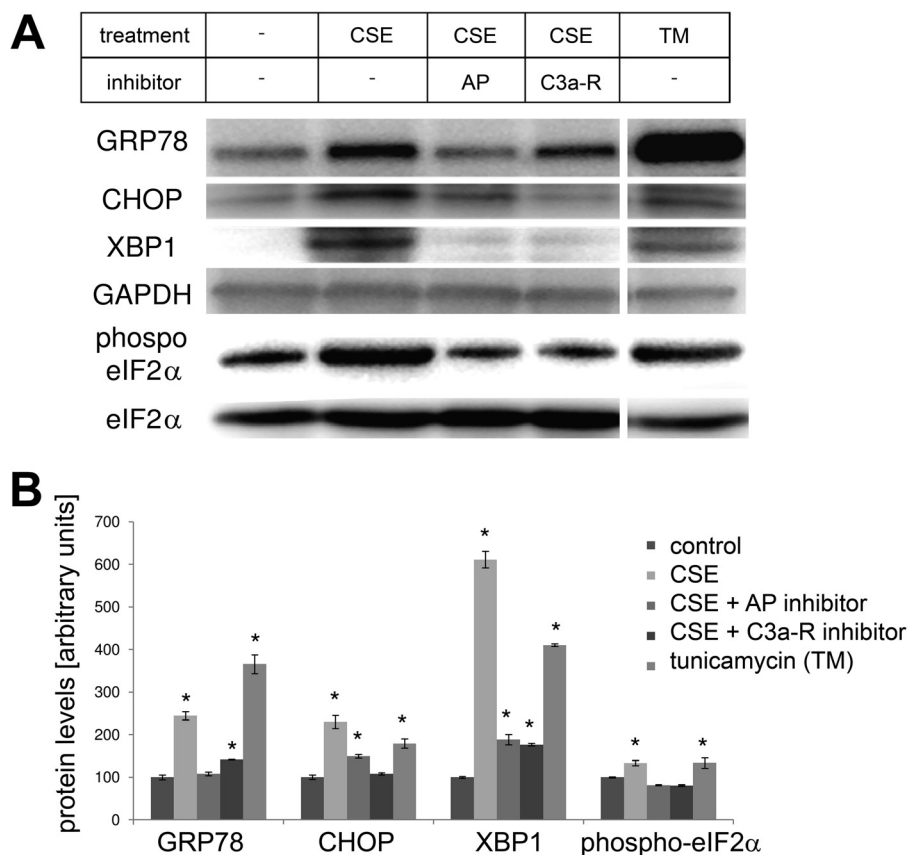 A
treatment - CSE CSE CSE TM
inhibitor - - AP C3a-R -
GRP78
CHOP
XBP1
GAPDH
phospo
eIF2α
eIF2α
B
protein levels [arbitrary units]
700
600
500
400
300
200
100
0
* * *
* * *
* * * *
* *
control
CSE
CSE + AP inhibitor
CSE + C3a-R inhibitor
tunicamycin (TM)
GRP78 CHOP XBP1 phospho-eIF2α